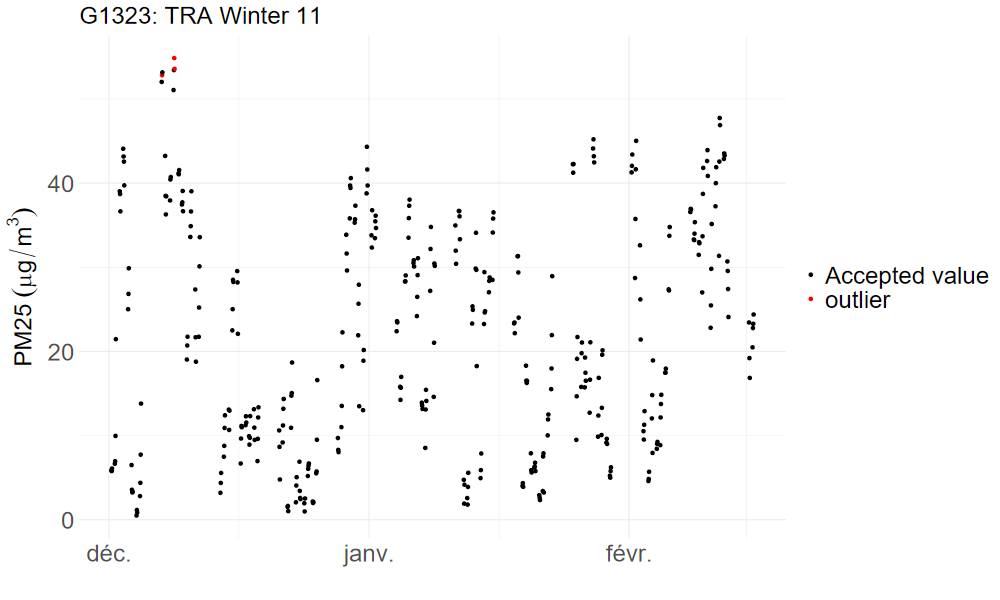 G1323: TRA Winter 11
PM25 (μg/m³)
40
20
0
déc.
janv.
févr.
Accepted value
outlier